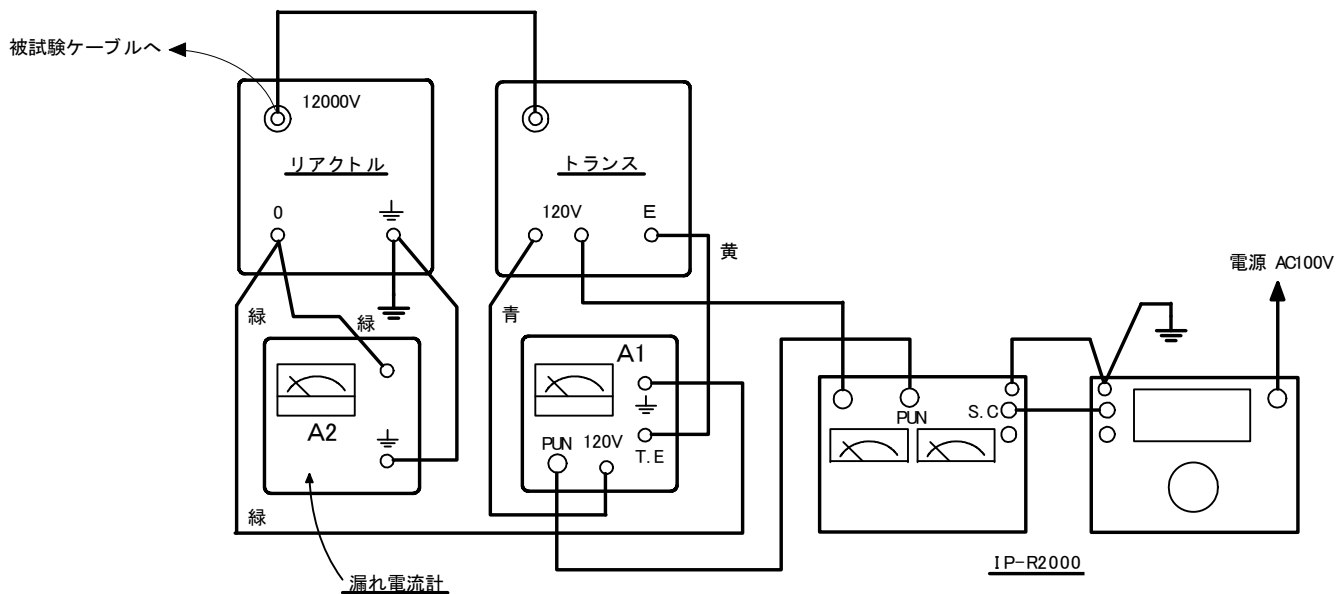 被試験ケーブルへ
12000V
リアクトル
トランス
0
120V
E
黄
電源 AC100V
緑
緑
青
A1
A2
PUN
120V
T.E
PUN
S.C
緑
漏れ電流計
IP-R2000